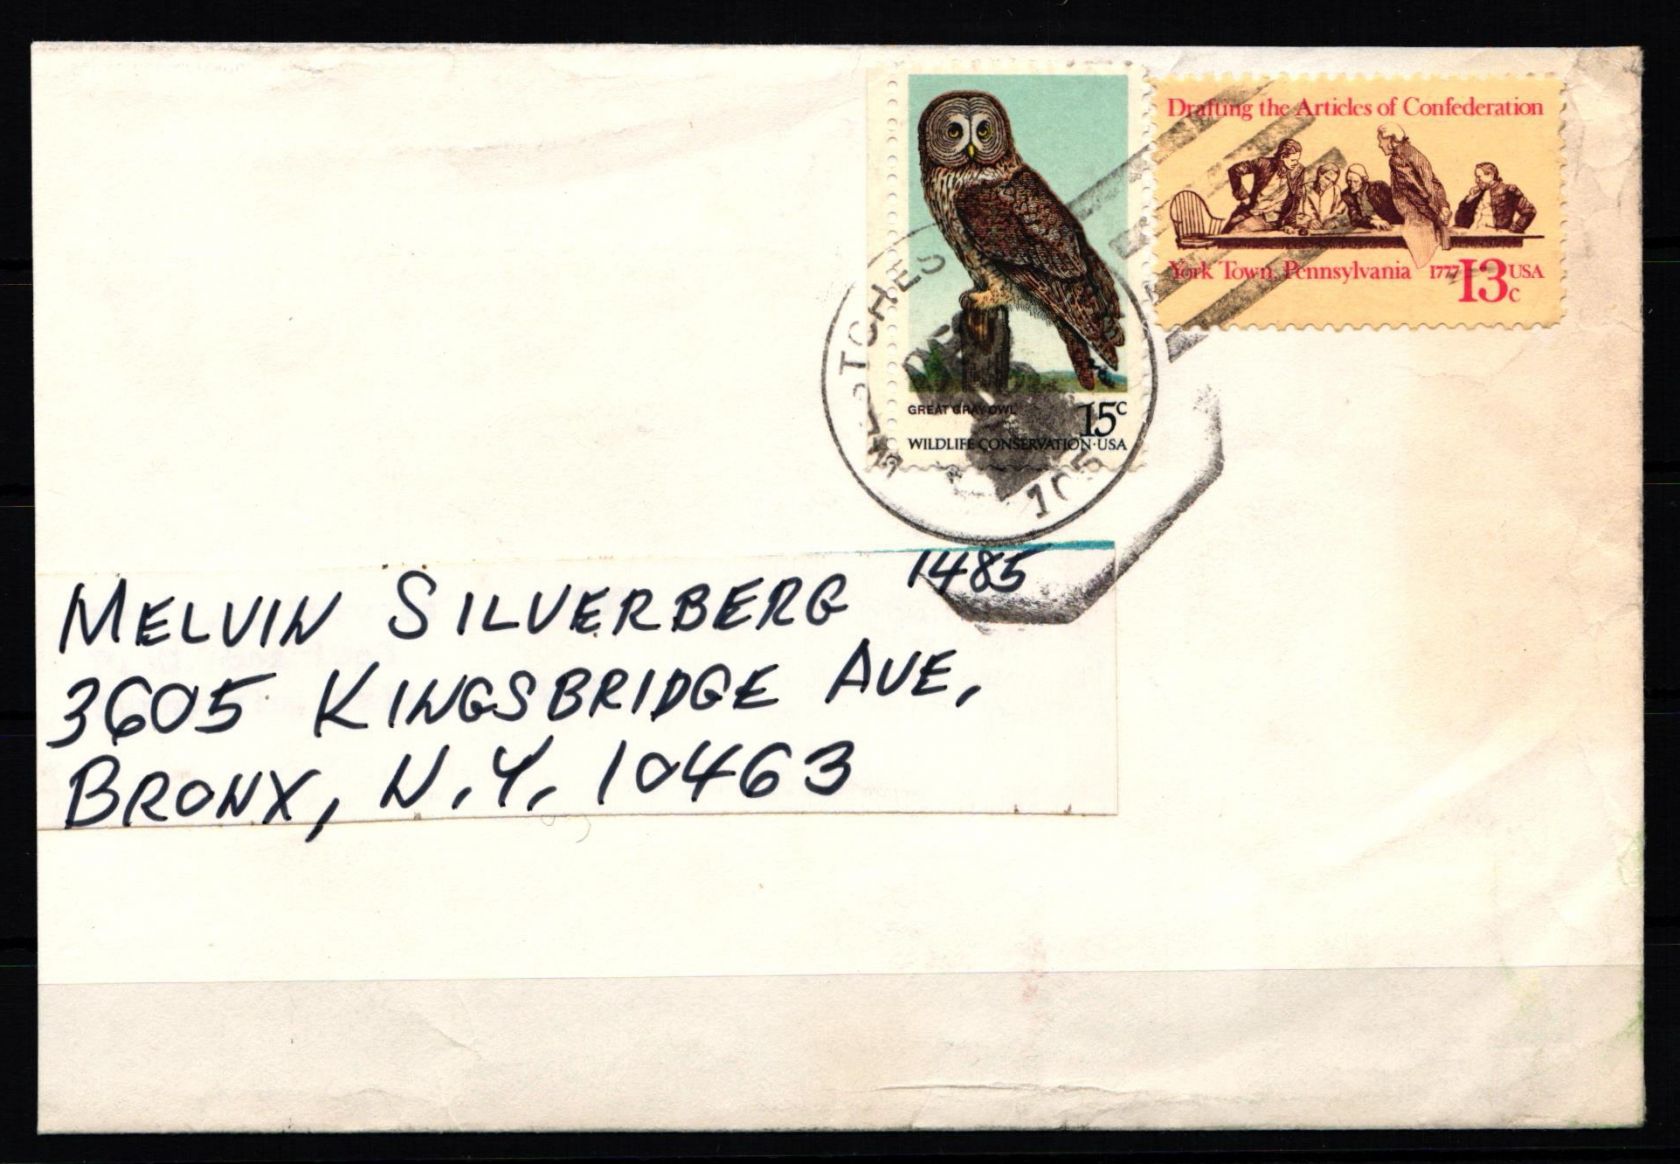 Drafting the Articles of Confederation
York Town, Pennsylvania 1777 13c USA
GREAT GRAY OWL 15c
WILDLIFE CONSERVATION·USA
105
1485
MELVIN SILVERBERG
3605 KINGSBRIDGE AVE,
BRONX, N.Y. 10463